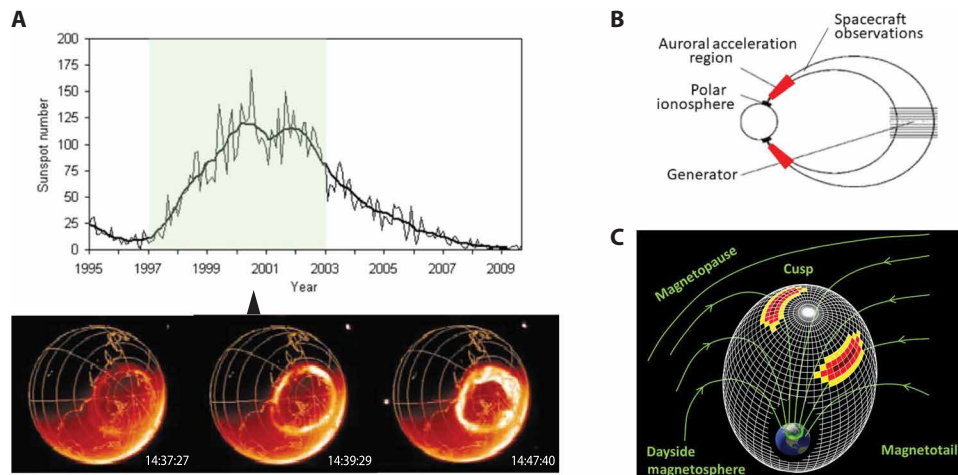 A
200
175
150
125
100
75
50
25
0
Sunspot number
1995 1997 1999 2001 2003 2005 2007 2009
Year
14:37:27
14:39:29
14:47:40
B
Spacecraft
observations
Auroral acceleration
region
Polar
ionosphere
Generator
C
Magnetopause
Cusp
Dayside
magnetosphere
Magnetotail